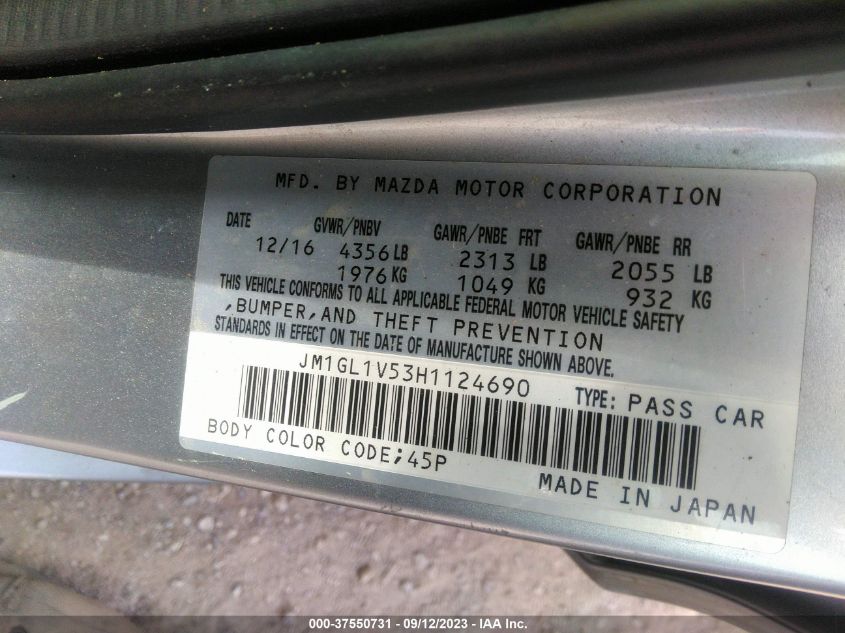 MFD. BY MAZDA MOTOR CORPORATION
DATE GVWR/PNBV GAWR/PNBE FRT GAWR/PNBE RR
12/16 4356 LB 2313 LB 2055 LB
1976 KG 1049 KG 932 KG
THIS VEHICLE CONFORMS TO ALL APPLICABLE FEDERAL MOTOR VEHICLE SAFETY
,BUMPER,AND THEFT PREVENTION
STANDARDS IN EFFECT ON THE DATE OF MANUFACTURE SHOWN ABOVE.
JM1GL1V53H1124690 TYPE: PASS CAR
BODY COLOR CODE;45P
MADE IN JAPAN
000-37550731 - 09/12/2023 - IAA Inc.